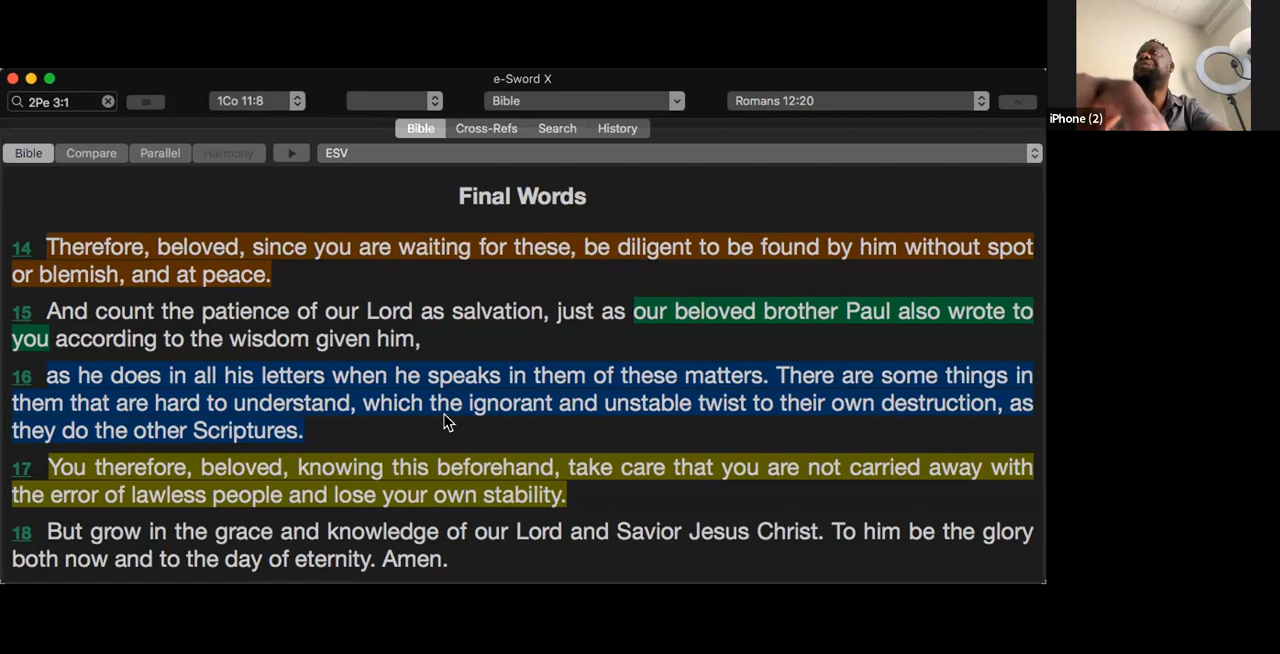 e-Sword X
2Pe 3:1
1Co 11:8
Bible
Romans 12:20
Bible Cross-Refs Search History
Bible Compare Parallel Harmony ESV
Final Words
14 Therefore, beloved, since you are waiting for these, be diligent to be found by him without spot
or blemish, and at peace.
15 And count the patience of our Lord as salvation, just as our beloved brother Paul also wrote to
you according to the wisdom given him,
16 as he does in all his letters when he speaks in them of these matters. There are some things in
them that are hard to understand, which the ignorant and unstable twist to their own destruction, as
they do the other Scriptures.
17 You therefore, beloved, knowing this beforehand, take care that you are not carried away with
the error of lawless people and lose your own stability.
18 But grow in the grace and knowledge of our Lord and Savior Jesus Christ. To him be the glory
both now and to the day of eternity. Amen.
iPhone (2)